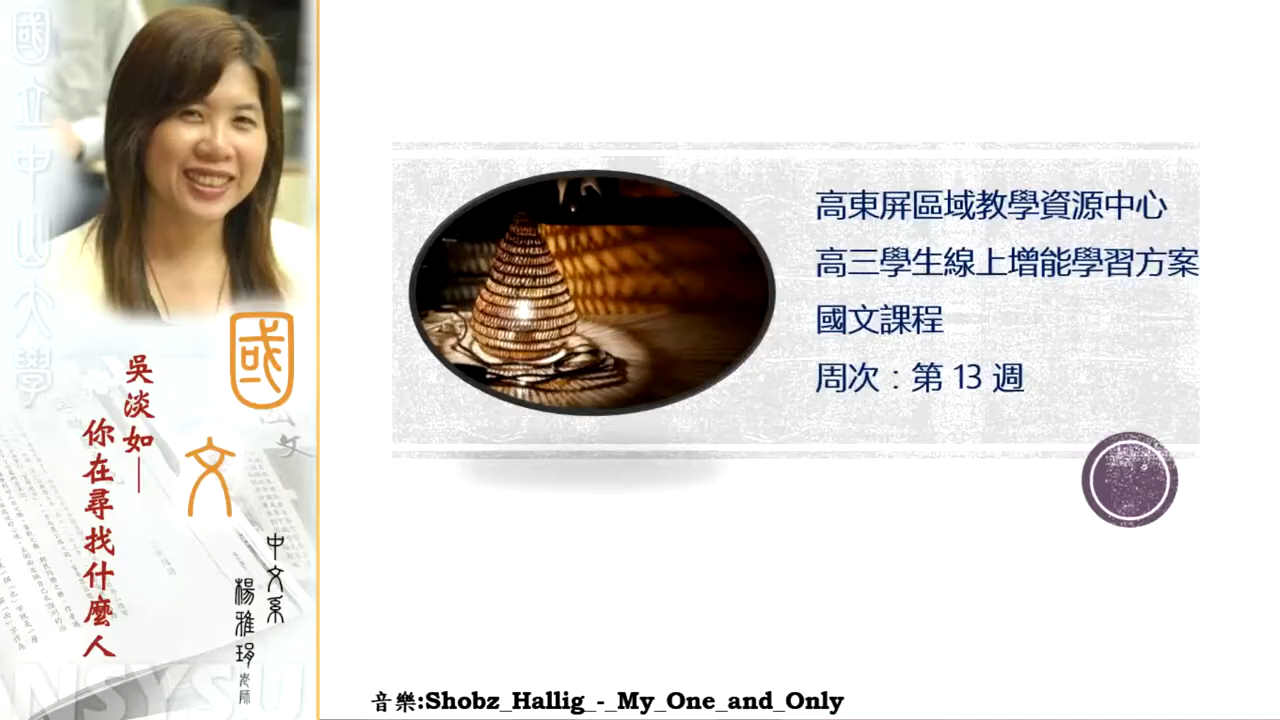 國立中山大學
國文
吳淡如—
你在尋找什麼人
中文系
楊雅琄老師
NSYSU
高東屏區域教學資源中心
高三學生線上增能學習方案
國文課程
周次：第 13 週
音樂:Shobz_Hallig_-_My_One_and_Only